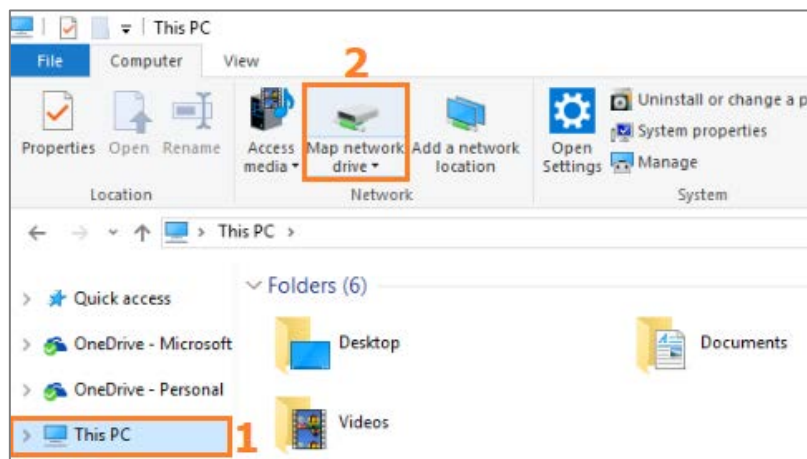 This PC
File Computer View
2
Properties Open Rename Access media Map network drive Add a network location Open Settings Uninstall or change a p
System properties
Manage
Location Network System
This PC
Quick access
OneDrive - Microsoft
OneDrive - Personal
This PC 1
Folders (6)
Desktop Documents
Videos